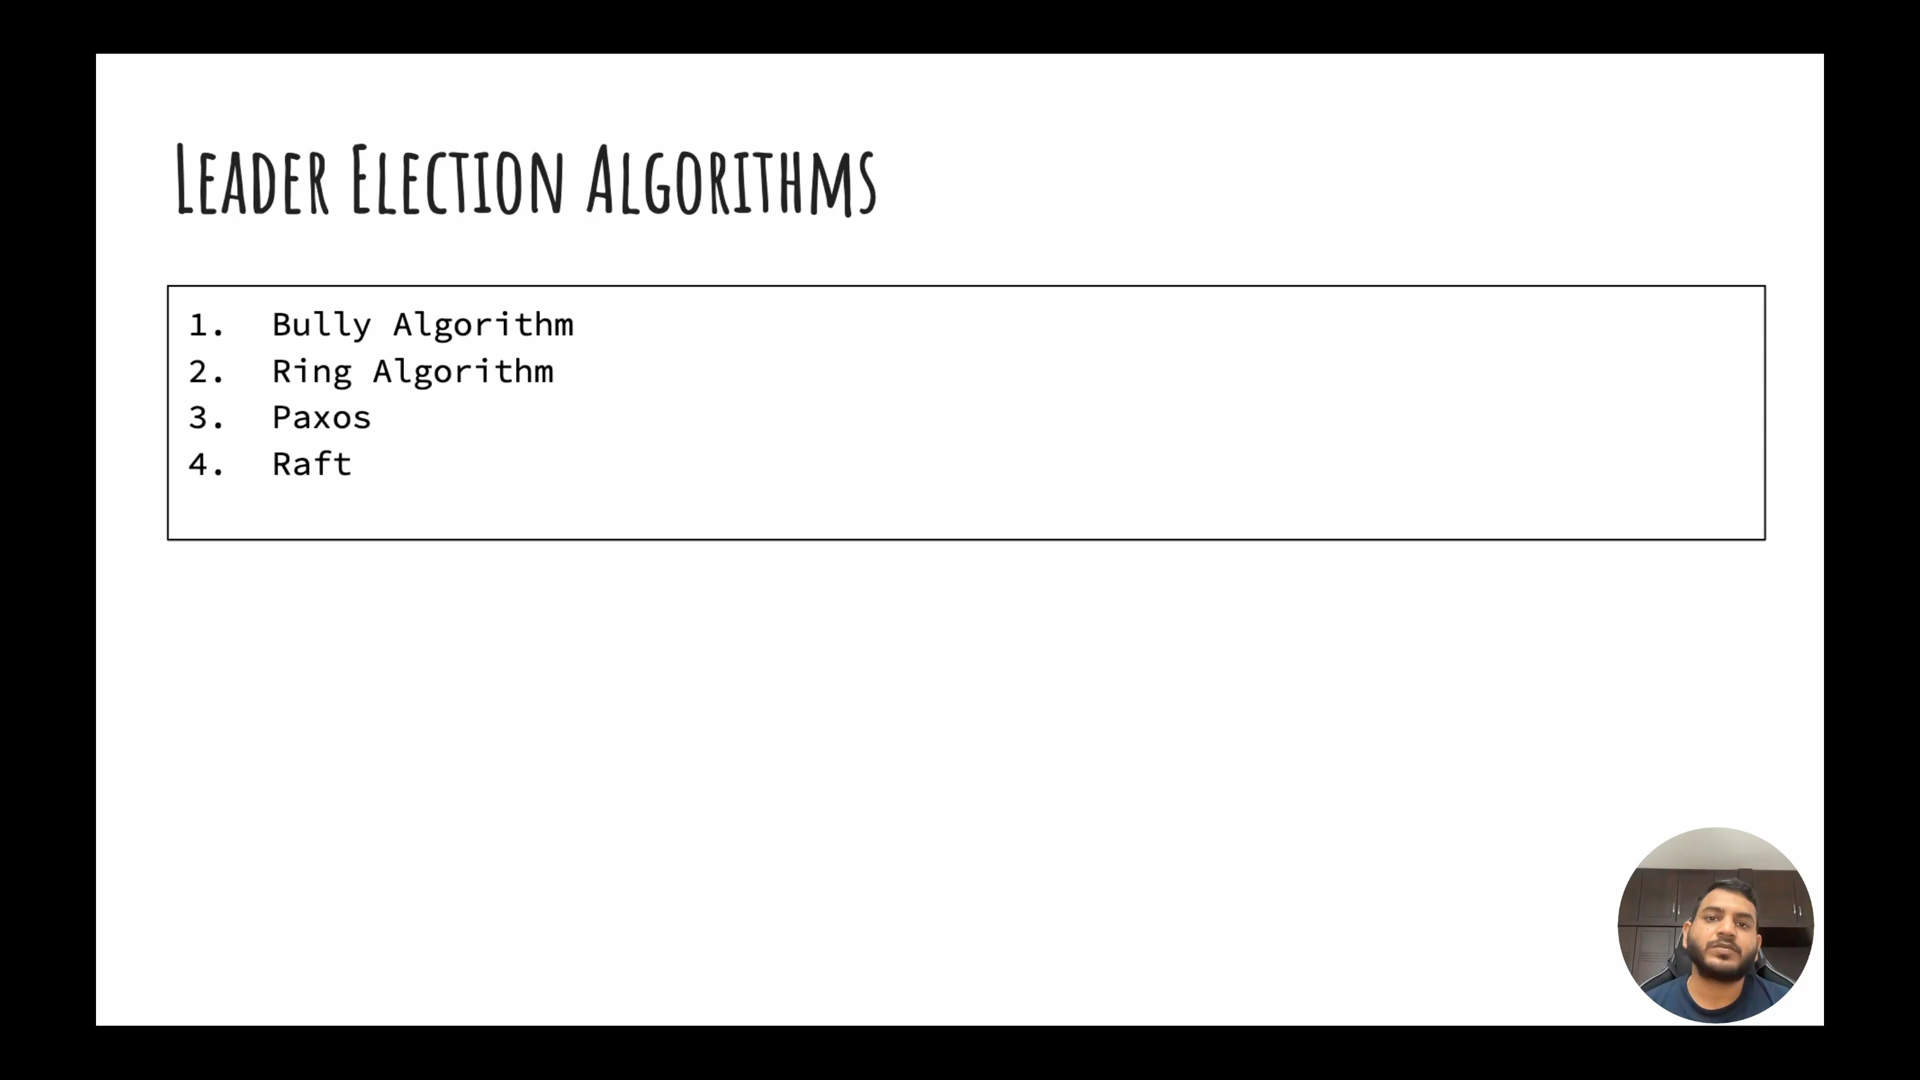 Leader Election Algorithms
1. Bully Algorithm
2. Ring Algorithm
3. Paxos
4. Raft